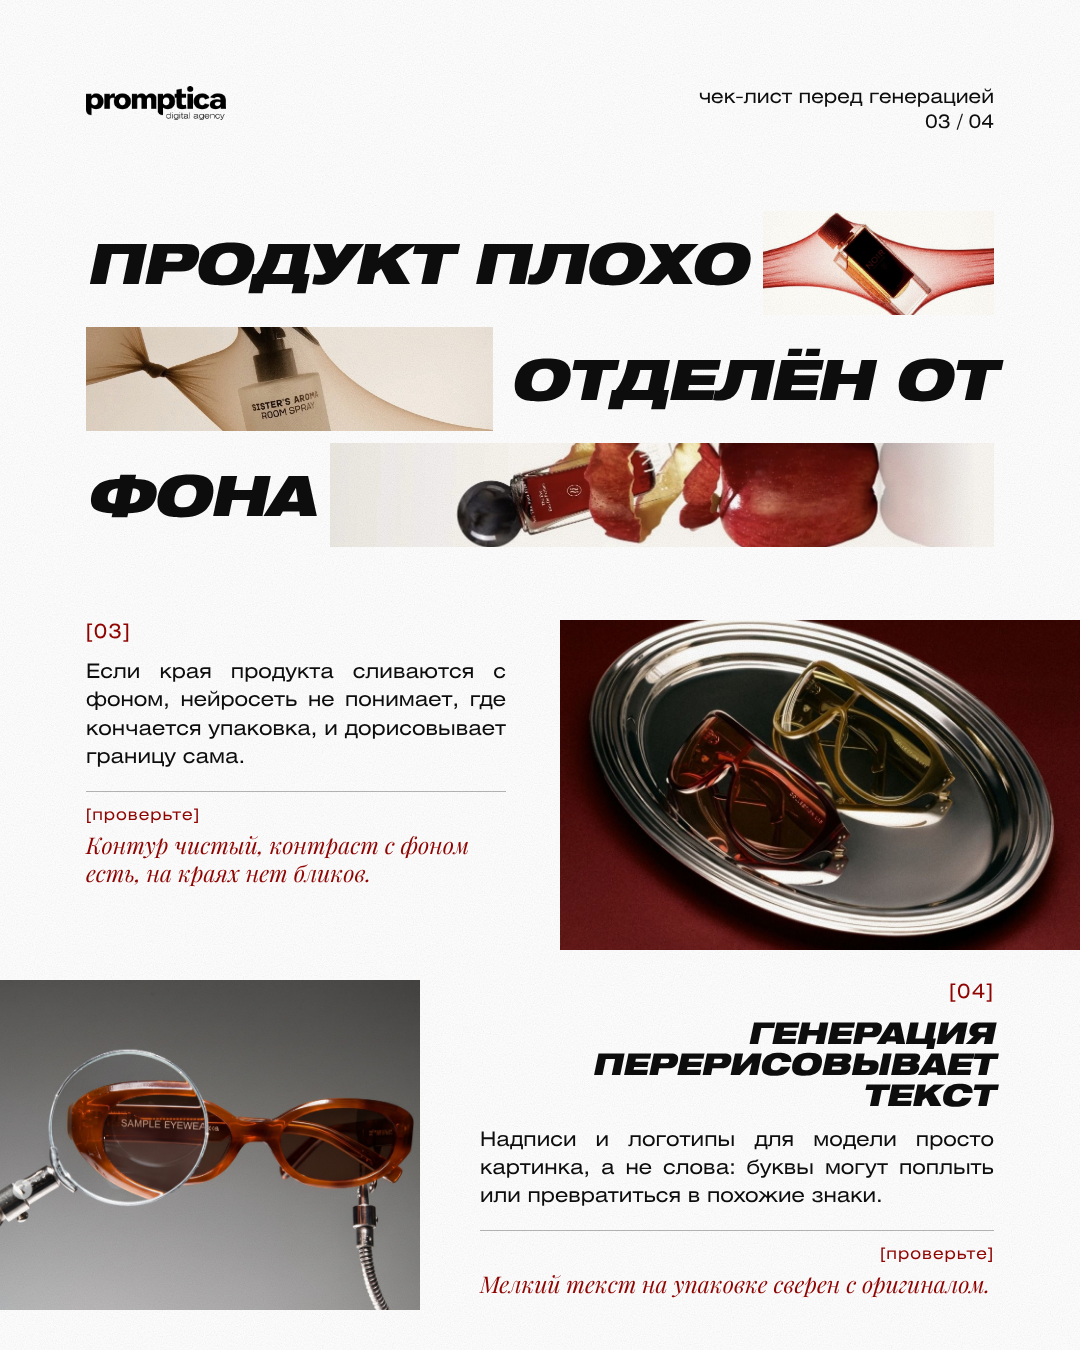 promptica
digital agency
чек-лист перед генерацией
03 / 04
ПРОДУКТ ПЛОХО
SISTER'S AROMA
ROOM SPRAY
ОТДЕЛЁН ОТ
ФОНА
[03]
Если края продукта сливаются с
фоном, нейросеть не понимает, где
кончается упаковка, и дорисовывает
границу сама.
[проверьте]
Контур чистый, контраст с фоном
есть, на краях нет бликов.
[04]
ГЕНЕРАЦИЯ
ПЕРЕРИСОВЫВАЕТ
ТЕКСТ
SAMPLE EYEWEA
Надписи и логотипы для модели просто
картинка, а не слова: буквы могут поплыть
или превратиться в похожие знаки.
[проверьте]
Мелкий текст на упаковке сверен с оригиналом.